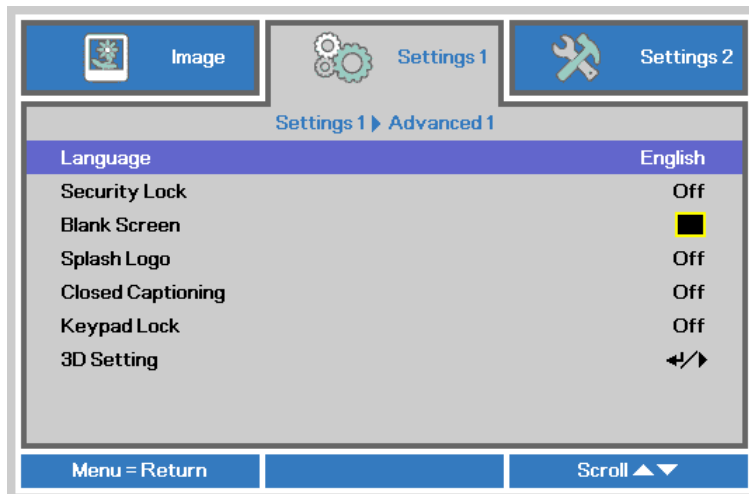 Image Settings 1 Settings 2
Settings 1 Advanced 1
Language English
Security Lock Off
Blank Screen
Splash Logo Off
Closed Captioning Off
Keypad Lock Off
3D Setting ↵/▶
Menu = Return Scroll ▲▼